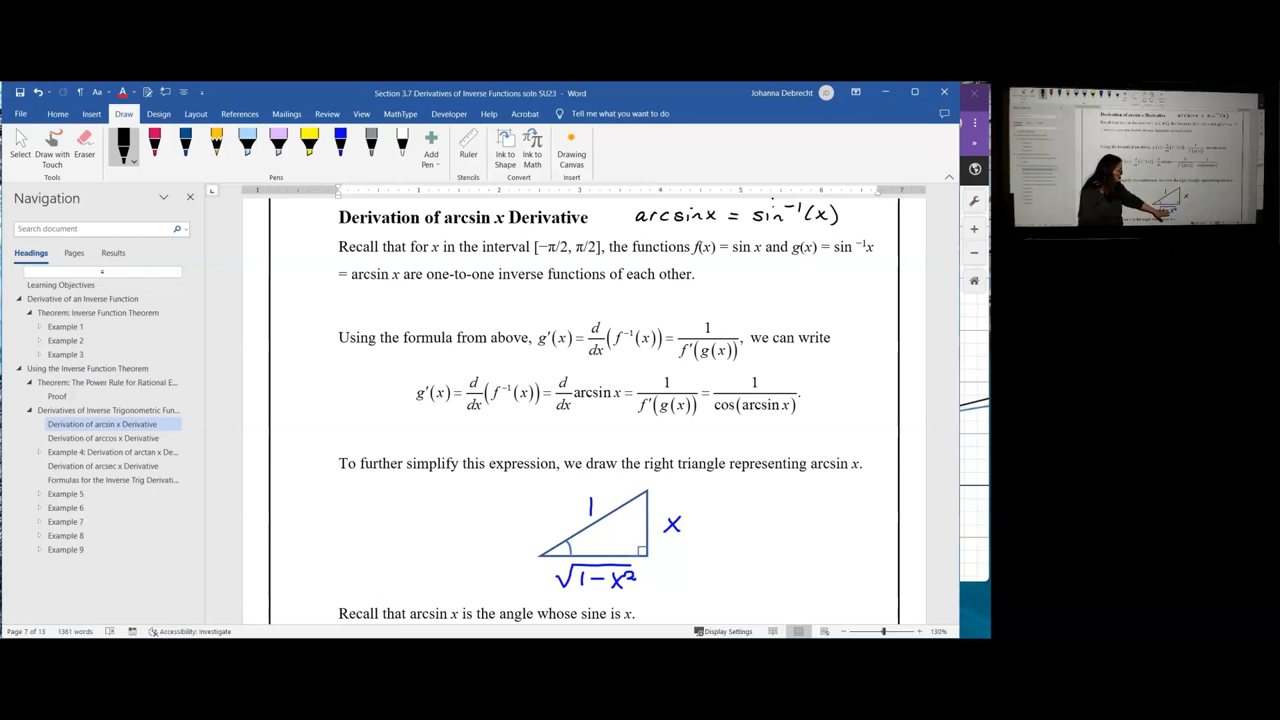 Section 3.7 Derivatives of Inverse Functions soln SU23 - Word
Johanna Debrecht JD
File Home Insert Draw Design Layout References Mailings Review View MathType Developer Help Acrobat Tell me what you want to do
Select Draw with Touch Eraser Add Pen Ruler Ink to Shape Ink to Math Drawing Canvas
Tools Pens Stencils Convert Insert
Navigation
Search document
Headings Pages Results
Learning Objectives
Derivative of an Inverse Function
Theorem: Inverse Function Theorem
Example 1
Example 2
Example 3
Using the Inverse Function Theorem
Theorem: The Power Rule for Rational E...
Proof
Derivatives of Inverse Trigonometric Fun...
Derivation of arcsin x Derivative
Derivation of arccos x Derivative
Example 4: Derivation of arctan x De...
Derivation of arcsec x Derivative
Formulas for the Inverse Trig Derivati...
Example 5
Example 6
Example 7
Example 8
Example 9
1 1 2 3 4 5 6 7
Derivation of arcsin x Derivative arcsinx = sin⁻¹(x)
Recall that for x in the interval [−π/2, π/2], the functions f(x) = sin x and g(x) = sin ⁻¹x
= arcsin x are one-to-one inverse functions of each other.
Using the formula from above, g′(x) = d/dx (f⁻¹(x)) = 1/f′(g(x)), we can write
g′(x) = d/dx (f⁻¹(x)) = d/dx arcsin x = 1/f′(g(x)) = 1/cos(arcsin x).
To further simplify this expression, we draw the right triangle representing arcsin x.
1
x
√(1−x²)
Recall that arcsin x is the angle whose sine is x.
Page 7 of 13 1361 words Accessibility: Investigate Display Settings 130%